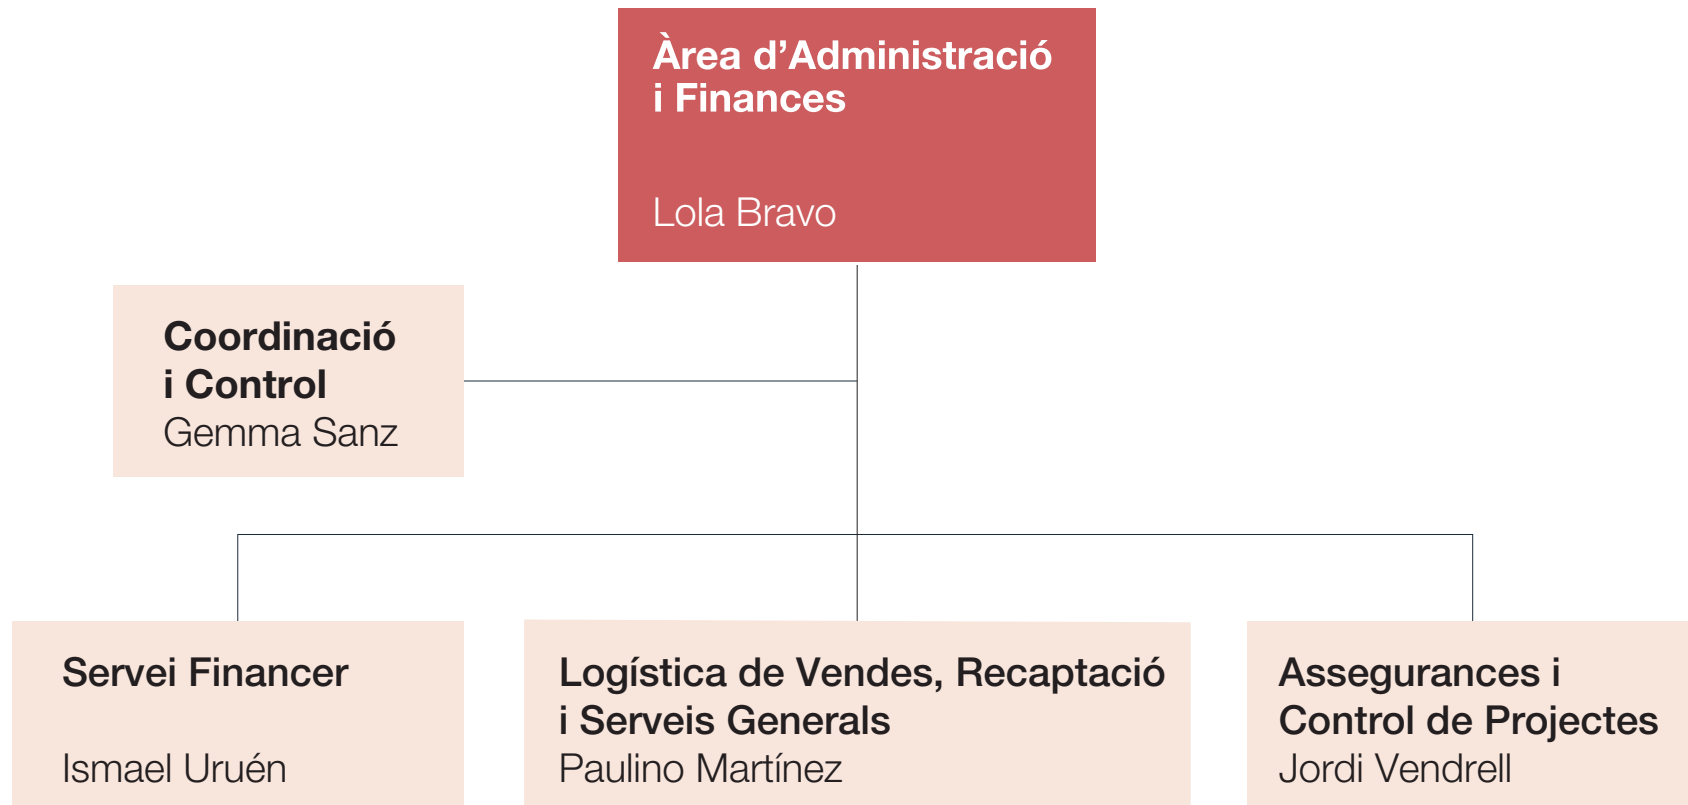 Àrea d’Administració
i Finances
Lola Bravo
Coordinació
i Control
Gemma Sanz
Servei Financer
Ismael Uruén
Logística de Vendes, Recaptació
i Serveis Generals
Paulino Martínez
Assegurances i
Control de Projectes
Jordi Vendrell